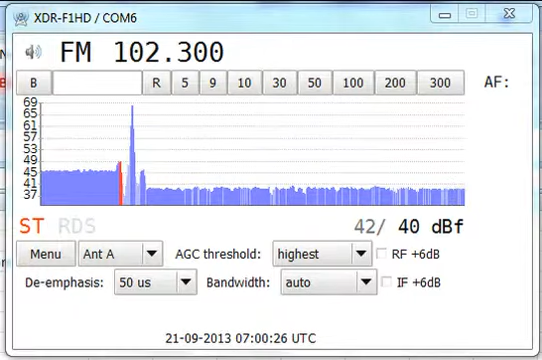 XDR-F1HD / COM6
FM 102.300
B R 5 9 10 30 50 100 200 300 AF:
69
65
61
57
53
49
45
41
37
ST RDS 42/ 40 dBf
Menu Ant A AGC threshold: highest RF +6dB
De-emphasis: 50 us Bandwidth: auto IF +6dB
21-09-2013 07:00:26 UTC